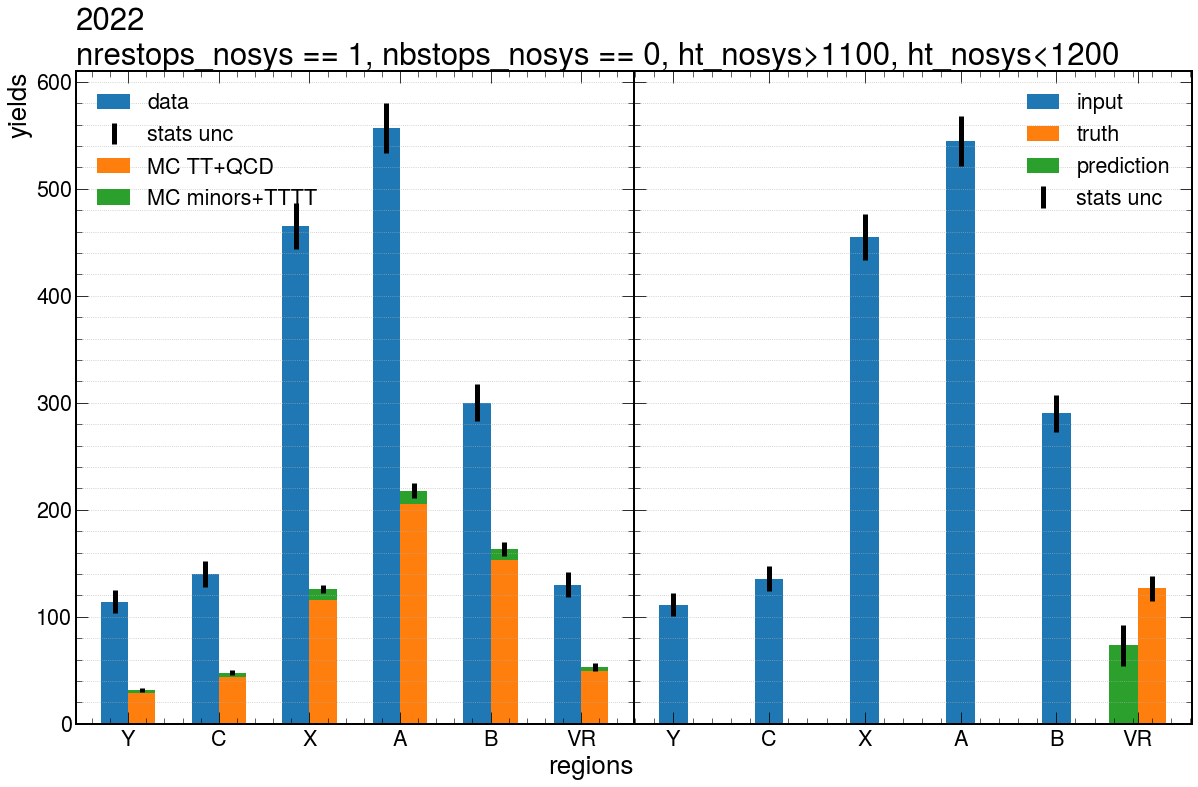 2022
nrestops_nosys == 1, nbstops_nosys == 0, ht_nosys>1100, ht_nosys<1200
yields
600
500
400
300
200
100
0
data
stats unc
MC TT+QCD
MC minors+TTTT
input
truth
prediction
stats unc
Y C X A B VR
Y C X A B VR
regions